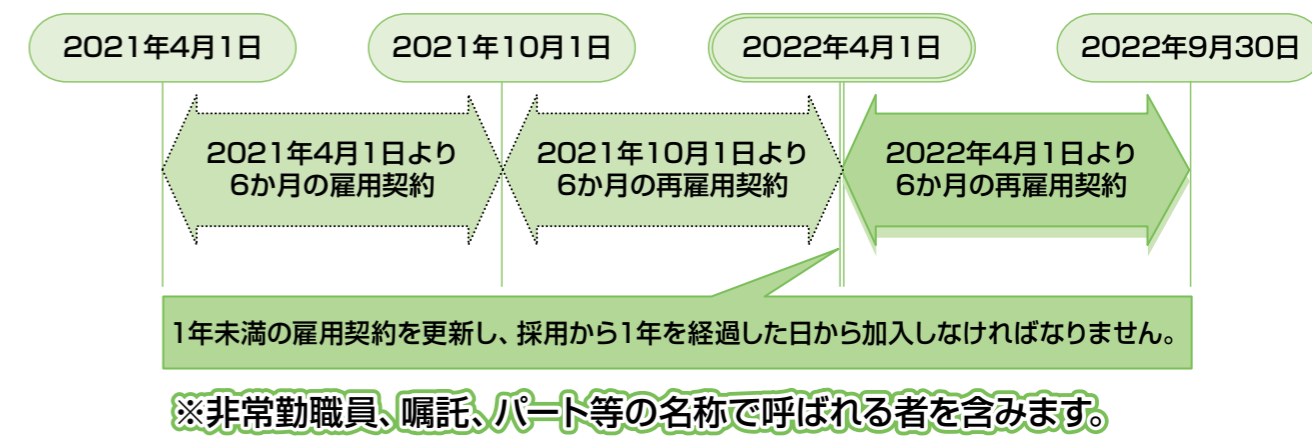 2021年4月1日
2021年10月1日
2022年4月1日
2022年9月30日
2021年4月1日より
6か月の雇用契約
2021年10月1日より
6か月の再雇用契約
2022年4月1日より
6か月の再雇用契約
1年未満の雇用契約を更新し、採用から1年を経過した日から加入しなければなりません。
※非常勤職員、嘱託、パート等の名称で呼ばれる者を含みます。